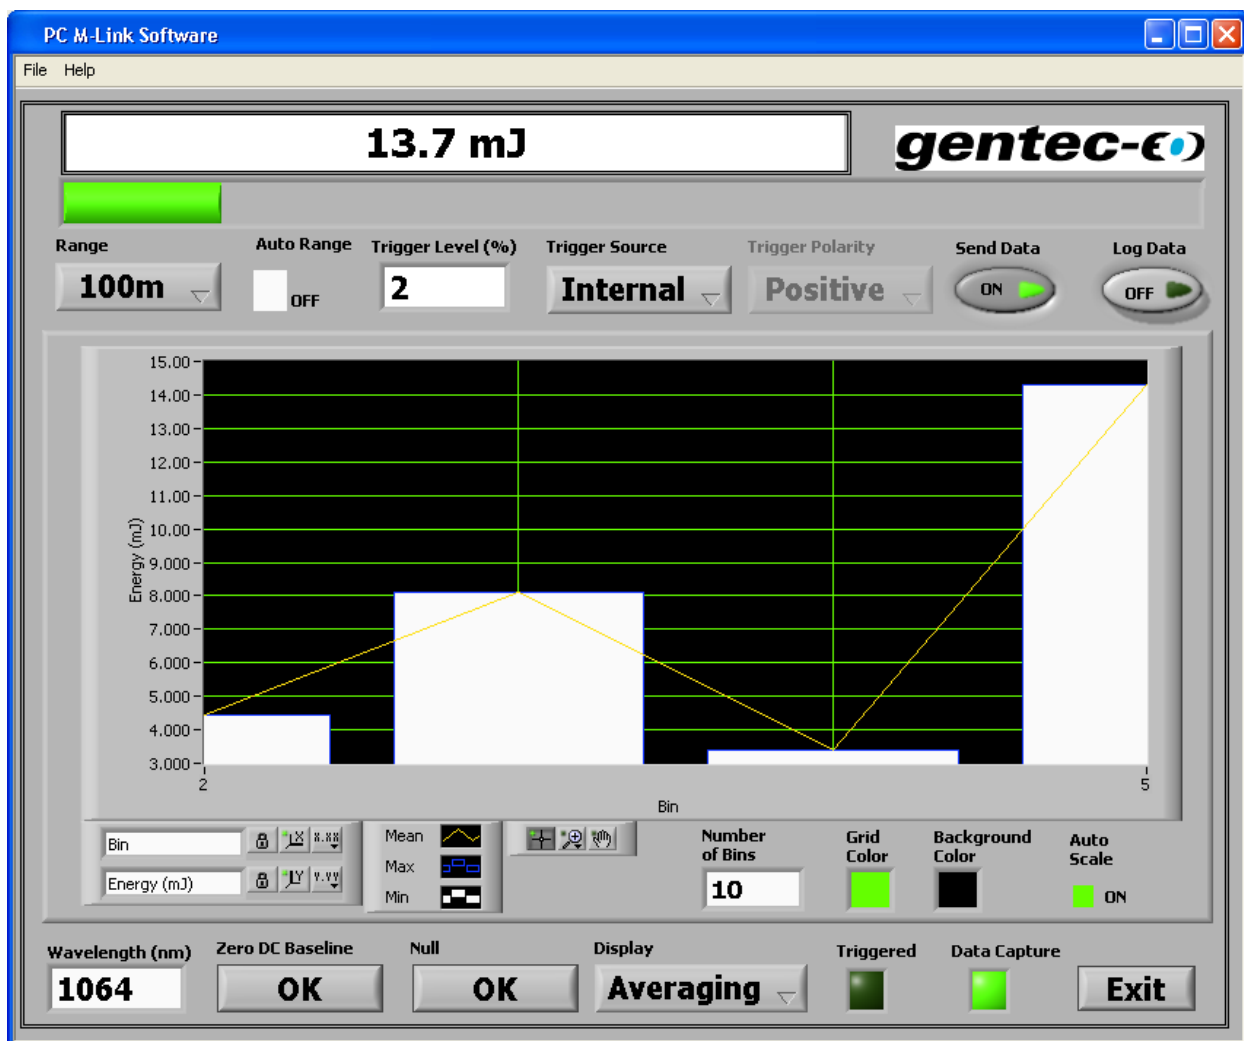 PC M-Link Software
File Help
13.7 mJ
gentec-eo
Range
Auto Range
Trigger Level (%)
Trigger Source
Trigger Polarity
Send Data
Log Data
100m
OFF
2
Internal
Positive
ON
OFF
15.00
14.00
13.00
12.00
11.00
10.00
9.000
8.000
7.000
6.000
5.000
4.000
3.000
Energy (mJ)
2
5
Bin
Bin
X
X.XX
Energy (mJ)
Y
Y.YY
Mean
Max
Min
Number
of Bins
10
Grid
Color
Background
Color
Auto
Scale
ON
Wavelength (nm)
Zero DC Baseline
Null
Display
Triggered
Data Capture
1064
OK
OK
Averaging
Exit